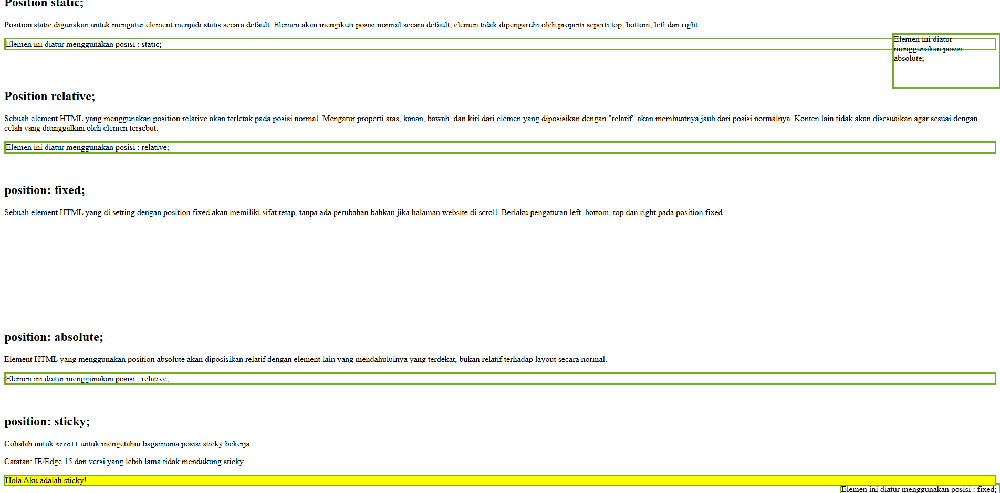 Position static;
Position static digunakan untuk mengatur element menjadi statis secara default. Elemen akan mengikuti posisi normal secara default, elemen tidak dipengaruhi oleh properti seperti top, bottom, left dan right.
Elemen ini diatur menggunakan posisi : static;
Elemen ini diatur
menggunakan posisi :
absolute;
Position relative;
Sebuah element HTML yang menggunakan position relative akan terletak pada posisi normal. Mengatur properti atas, kanan, bawah, dan kiri dari elemen yang diposisikan dengan "relatif" akan membuatnya jauh dari posisi normalnya. Konten lain tidak akan disesuaikan agar sesuai dengan
celah yang ditinggalkan oleh elemen tersebut.
Elemen ini diatur menggunakan posisi : relative;
position: fixed;
Sebuah element HTML yang di setting dengan position fixed akan memiliki sifat tetap, tanpa ada perubahan bahkan jika halaman website di scroll. Berlaku pengaturan left, bottom, top dan right pada position fixed.
position: absolute;
Element HTML yang menggunakan position absolute akan diposisikan relatif dengan element lain yang mendahuluinya yang terdekat, bukan relatif terhadap layout secara normal.
Elemen ini diatur menggunakan posisi : relative;
position: sticky;
Cobalah untuk scroll untuk mengetahui bagaimana posisi sticky bekerja.
Catatan: IE/Edge 15 dan versi yang lebih lama tidak mendukung sticky.
Hola Aku adalah sticky!
Elemen ini diatur menggunakan posisi : fixed;